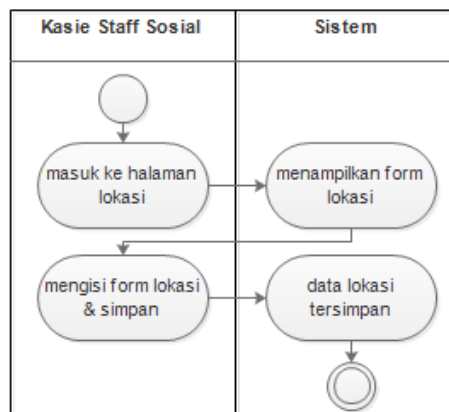 Kasie Staff Sosial
Sistem
masuk ke halaman
lokasi
menampilkan form
lokasi
mengisi form lokasi
& simpan
data lokasi
tersimpan